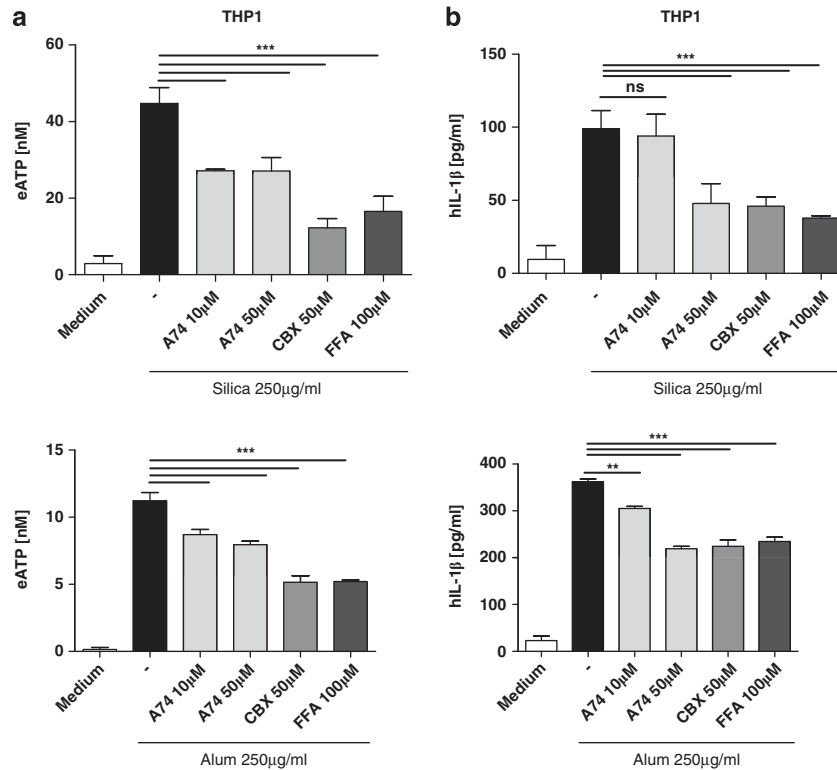 a
THP1
eATP [nM]
60
40
20
0
***
Medium
-
A74 10µM
A74 50µM
CBX 50µM
FFA 100µM
Silica 250µg/ml
b
THP1
hIL-1β [pg/ml]
150
100
50
0
***
ns
Medium
-
A74 10µM
A74 50µM
CBX 50µM
FFA 100µM
Silica 250µg/ml
eATP [nM]
15
10
5
0
***
Medium
-
A74 10µM
A74 50µM
CBX 50µM
FFA 100µM
Alum 250µg/ml
hIL-1β [pg/ml]
400
300
200
100
0
***
**
Medium
-
A74 10µM
A74 50µM
CBX 50µM
FFA 100µM
Alum 250µg/ml